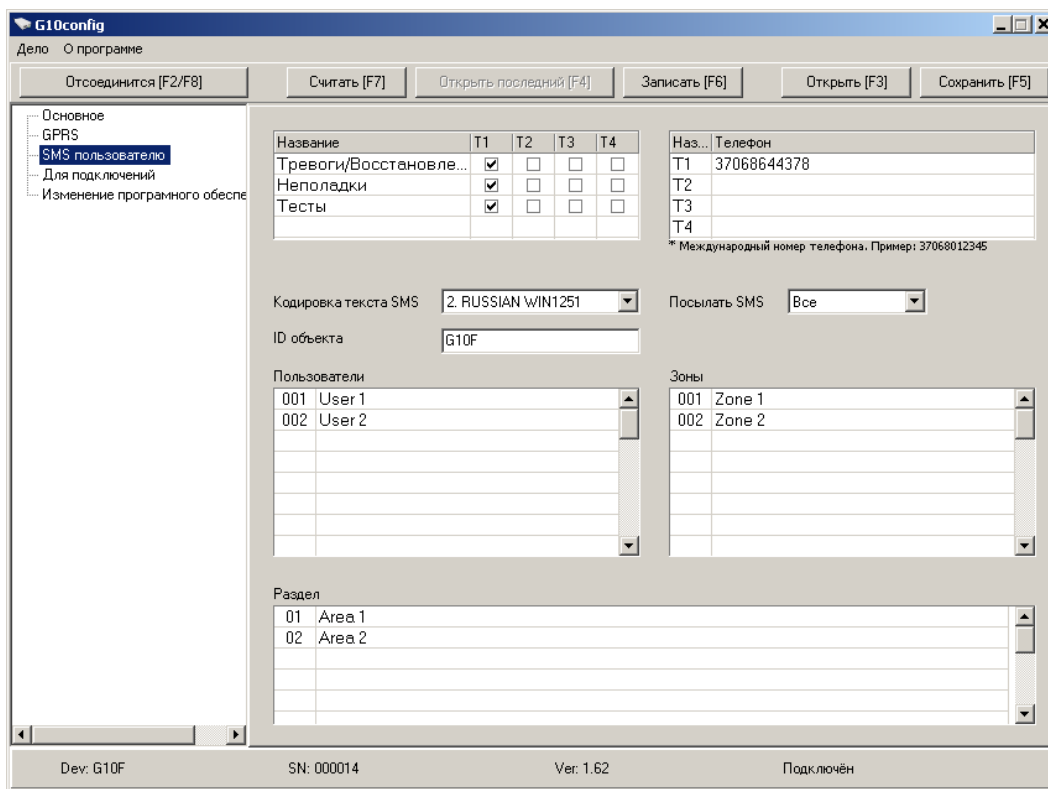 G10config
Дело О программе
Отсоединится [F2/F8] Считать [F7] Открыть последний [F4] Записать [F6] Открыть [F3] Сохранить [F5]
Основное
GPRS
SMS пользователю
Для подключений
Изменение програмного обеспе
Название T1 T2 T3 T4
Тревоги/Восстановле...
Неполадки
Тесты
Наз... Телефон
T1 37068644378
T2
T3
T4
* Международный номер телефона. Пример: 37068012345
Кодировка текста SMS 2. RUSSIAN WIN1251 Посылать SMS Все
ID объекта G10F
Пользователи
001 User 1
002 User 2
Зоны
001 Zone 1
002 Zone 2
Раздел
01 Area 1
02 Area 2
Dev: G10F SN: 000014 Ver: 1.62 Подключён